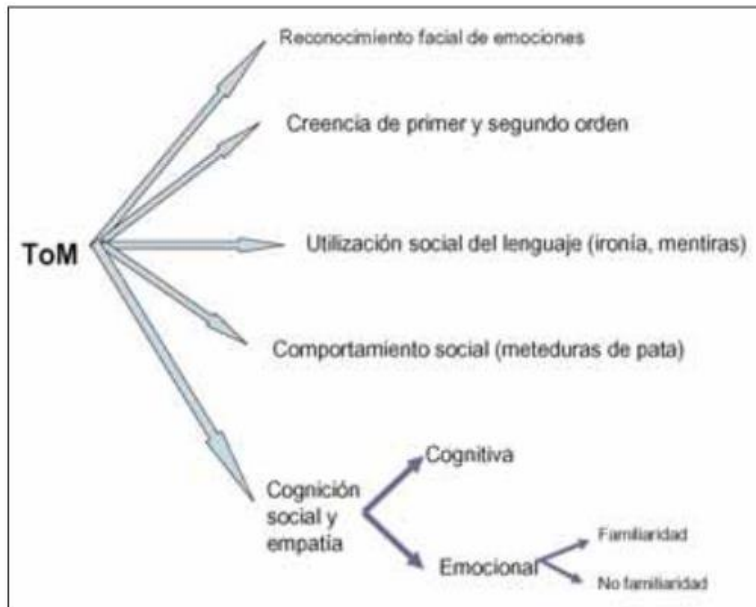 Reconocimiento facial de emociones
Creencia de primer y segundo orden
ToM
Utilización social del lenguaje (ironía, mentiras)
Comportamiento social (meteduras de pata)
Cognición
social y
empatía
Cognitiva
Emocional
Familiaridad
No familiaridad